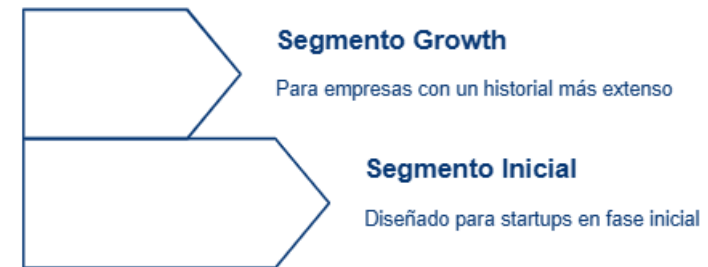 Segmento Growth
Para empresas con un historial más extenso
Segmento Inicial
Diseñado para startups en fase inicial